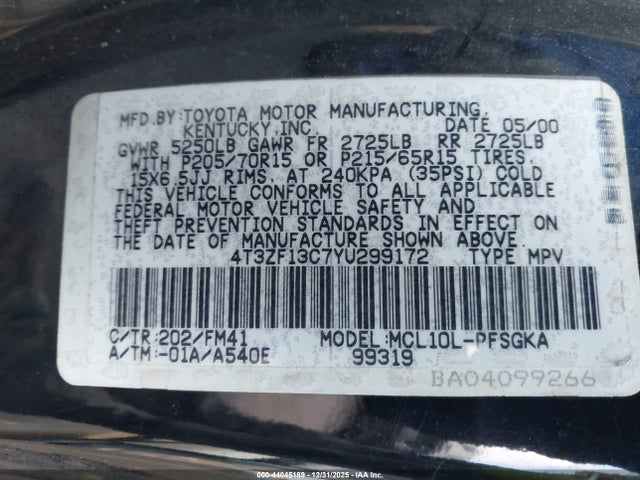 MFD BY: TOYOTA MOTOR MANUFACTURING,
KENTUCKY, INC. DATE 05/00
GVWR 5250LB GAWR FR 2725LB RR 2725LB
WITH P205/70R15 OR P215/65R15 TIRES,
15X6.5JJ RIMS, AT 240KPA (35PSI) COLD
THIS VEHICLE CONFORMS TO ALL APPLICABLE
FEDERAL MOTOR VEHICLE SAFETY AND
THEFT PREVENTION STANDARDS IN EFFECT ON
THE DATE OF MANUFACTURE SHOWN ABOVE.
4T3ZF13C7YU299172 TYPE MPV
C/TR:202/FM41 MODEL:MCL10L-PFSGKA
A/TM:-01A/A540E 99319
BA04099266
000-44045189 - 12/31/2025 - IAA Inc.